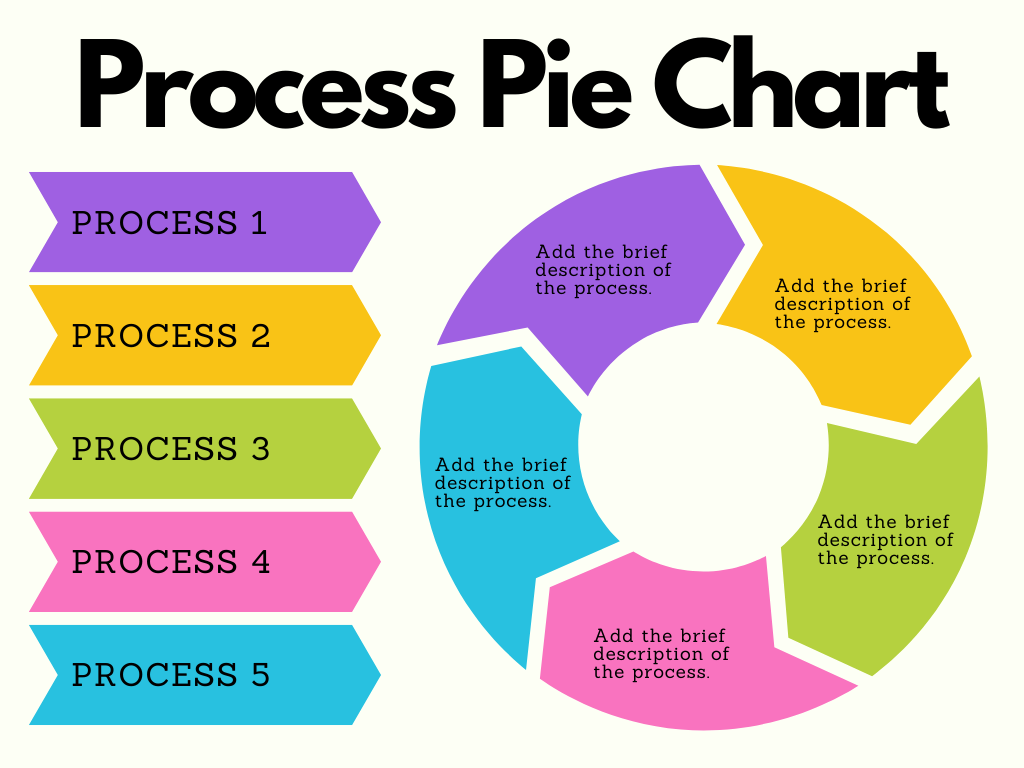 Process Pie Chart
PROCESS 1
PROCESS 2
PROCESS 3
PROCESS 4
PROCESS 5
Add the brief
description of
the process.
Add the brief
description of
the process.
Add the brief
description of
the process.
Add the brief
description of
the process.
Add the brief
description of
the process.